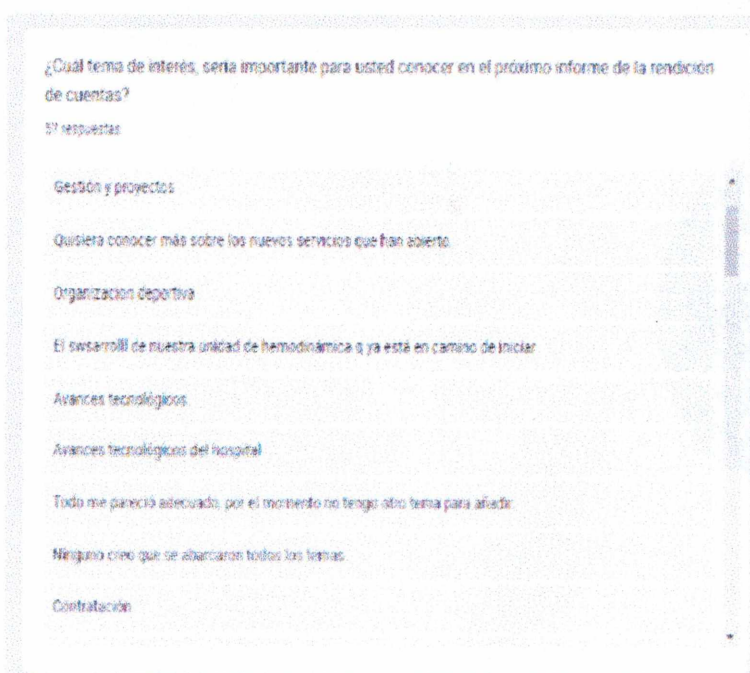 ¿Cuál tema de interés, sería importante para usted conocer en el próximo informe de la rendición
de cuentas?
57 respuestas
Gestión y proyectos
Quisiera conocer más sobre los nuevos servicios que han abierto.
Organización deportiva
El swsarrolll de nuestra unidad de hemodinámica q ya está en camino de iniciar
Avances tecnológicos.
Avances tecnológicos del hospital
Todo me pareció adecuado, por el momento no tengo otro tema para añadir.
Ninguno creo que se abarcaron todos los temas
Contratación